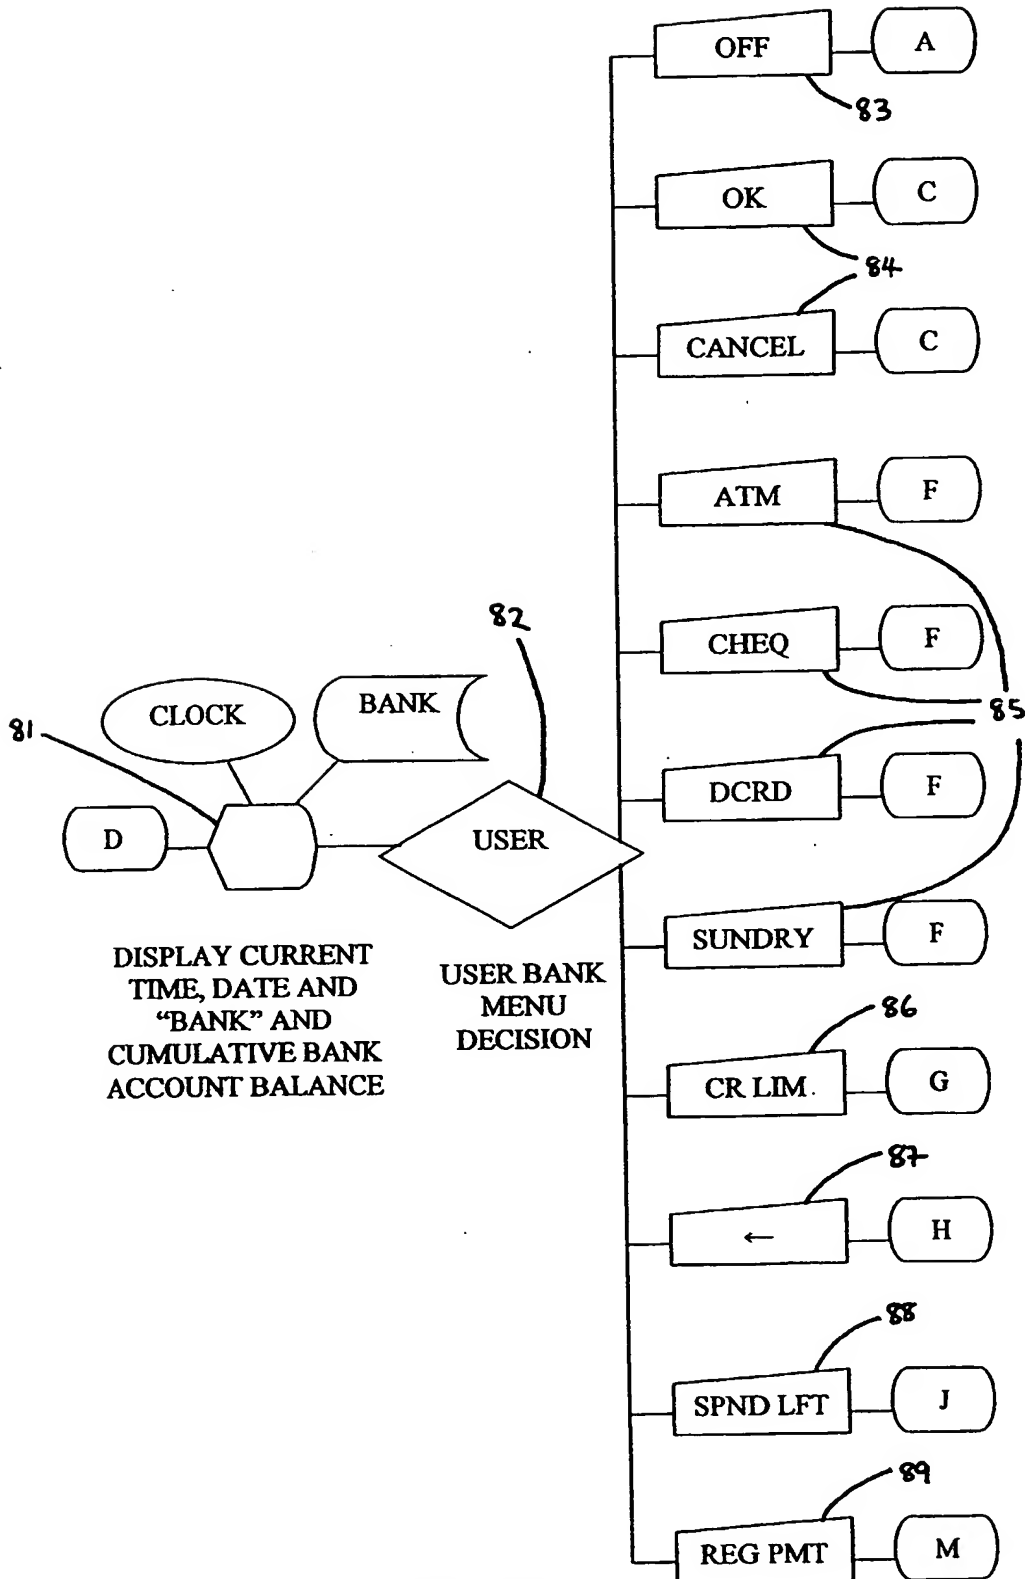 OFF
A
83
OK
C
84
CANCEL
C
ATM
F
82
CHEQ
F
CLOCK
BANK
85
81
DCRD
F
D
USER
SUNDRY
F
DISPLAY CURRENT
TIME, DATE AND
“BANK” AND
CUMULATIVE BANK
ACCOUNT BALANCE
USER BANK
MENU
DECISION
86
CR LIM.
G
87
←
H
88
SPND LFT
J
89
REG PMT
M